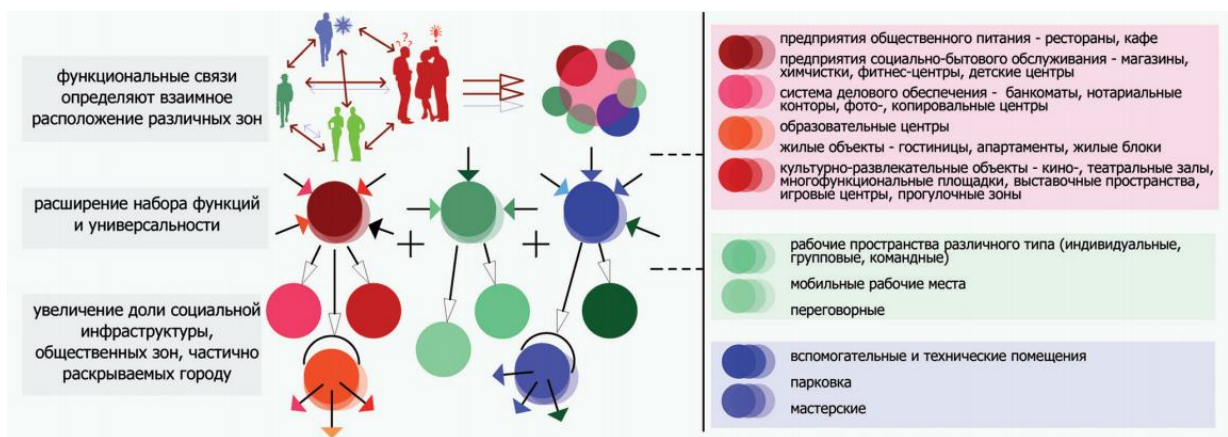 функциональные связи
определяют взаимное
расположение различных зон
??
?
!
расширение набора функций
и универсальности
+
+
увеличение доли социальной
инфраструктуры,
общественных зон, частично
раскрываемых городу
предприятия общественного питания - рестораны, кафе
предприятия социально-бытового обслуживания - магазины,
химчистки, фитнес-центры, детские центры
система делового обеспечения - банкоматы, нотариальные
конторы, фото-, копировальные центры
образовательные центры
жилые объекты - гостиницы, апартаменты, жилые блоки
культурно-развлекательные объекты - кино-, театральные залы,
многофункциональные площадки, выставочные пространства,
игровые центры, прогулочные зоны
рабочие пространства различного типа (индивидуальные,
групповые, командные)
мобильные рабочие места
переговорные
вспомогательные и технические помещения
парковка
мастерские